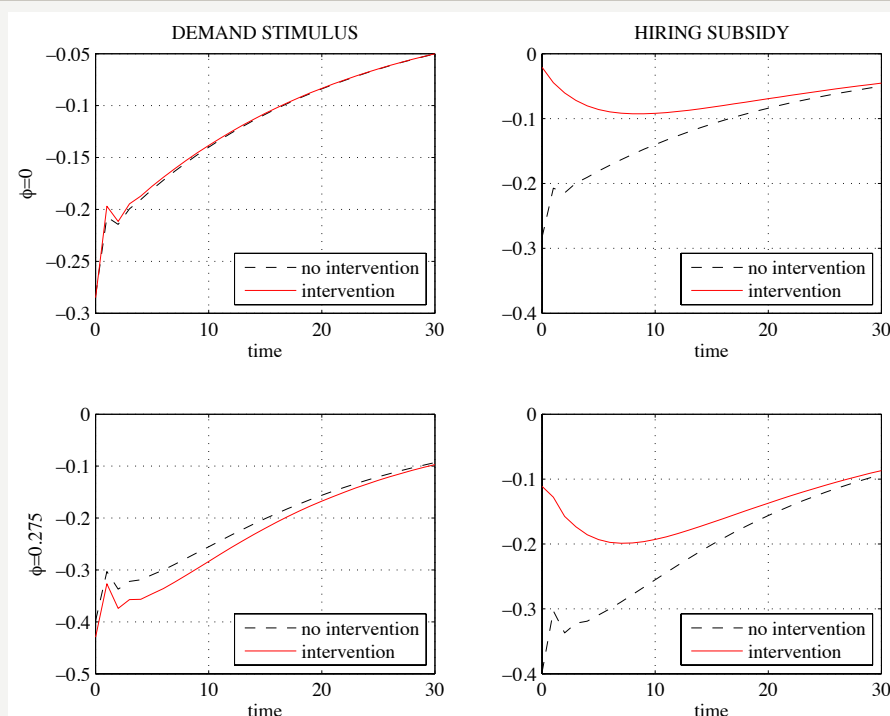 DEMAND STIMULUS
HIRING SUBSIDY
−0.05
−0.1
−0.15
−0.2
−0.25
−0.3
ϕ=0
0
10
20
30
time
no intervention
intervention
0
−0.1
−0.2
−0.3
−0.4
0
10
20
30
time
no intervention
intervention
0
−0.1
−0.2
−0.3
−0.4
−0.5
ϕ=0.275
0
10
20
30
time
no intervention
intervention
0
−0.1
−0.2
−0.3
−0.4
0
10
20
30
time
no intervention
intervention